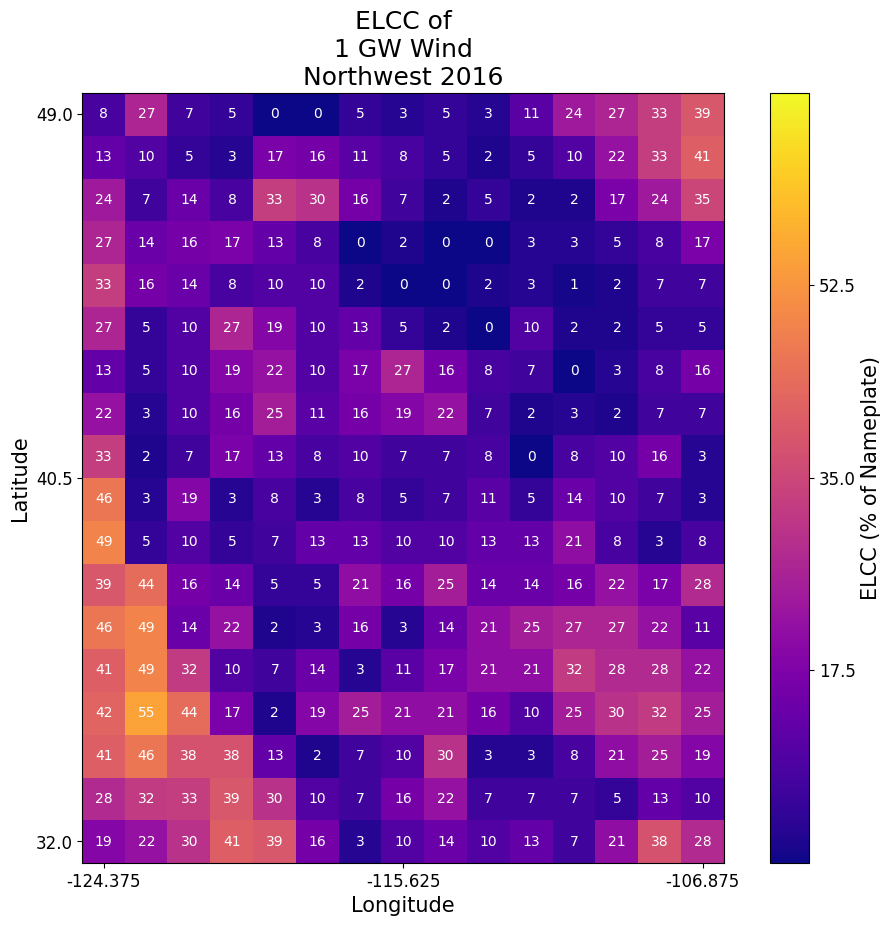 ELCC of
1 GW Wind
Northwest 2016
49.0
8 27 7 5 0 0 5 3 5 3 11 24 27 33 39
13 10 5 3 17 16 11 8 5 2 5 10 22 33 41
24 7 14 8 33 30 16 7 2 5 2 2 17 24 35
27 14 16 17 13 8 0 2 0 0 3 3 5 8 17
33 16 14 8 10 10 2 0 0 2 3 1 2 7 7
52.5
27 5 10 27 19 10 13 5 2 0 10 2 2 5 5
13 5 10 19 22 10 17 27 16 8 7 0 3 8 16
22 3 10 16 25 11 16 19 22 7 2 3 2 7 7
33 2 7 17 13 8 10 7 7 8 0 8 10 16 3
40.5
35.0
46 3 19 3 8 3 8 5 7 11 5 14 10 7 3
49 5 10 5 7 13 13 10 10 13 13 21 8 3 8
39 44 16 14 5 5 21 16 25 14 14 16 22 17 28
46 49 14 22 2 3 16 3 14 21 25 27 27 22 11
41 49 32 10 7 14 3 11 17 21 21 32 28 28 22
17.5
42 55 44 17 2 19 25 21 21 16 10 25 30 32 25
41 46 38 38 13 2 7 10 30 3 3 8 21 25 19
28 32 33 39 30 10 7 16 22 7 7 7 5 13 10
32.0
19 22 30 41 39 16 3 10 14 10 13 7 21 38 28
-124.375 -115.625 -106.875
Longitude
Latitude
ELCC (% of Nameplate)